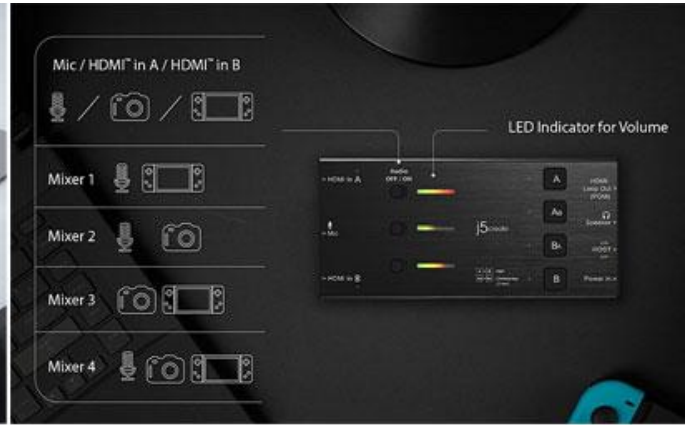 Mic / HDMI™ in A / HDMI™ in B
Mixer 1
Mixer 2
Mixer 3
Mixer 4
LED Indicator for Volume
HDMI in A
Audio
OFF / ON
Mic
HDMI in B
j5create
A
AB
BA
B
HDMI
Loop Out
Speaker
HOST
Power in